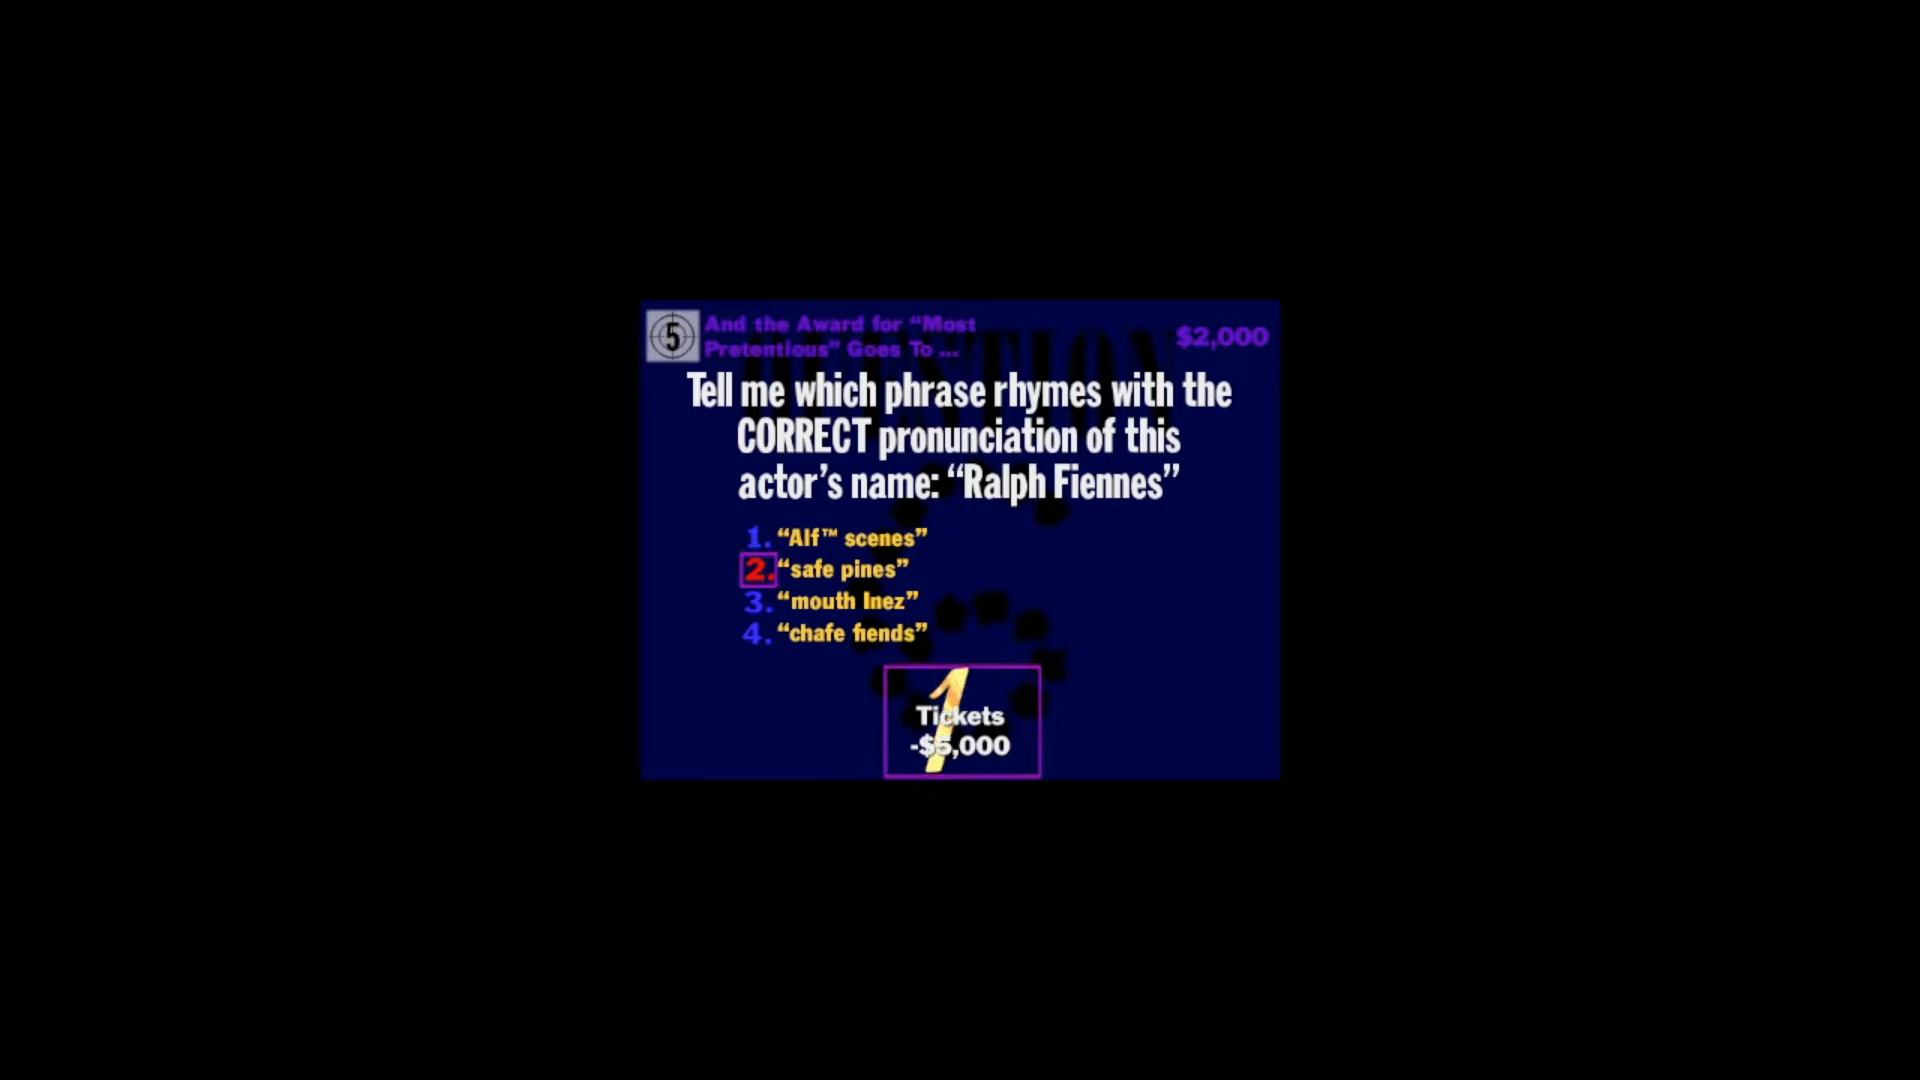 5
And the Award for “Most
Pretentious” Goes To ...
$2,000
Tell me which phrase rhymes with the
CORRECT pronunciation of this
actor’s name: “Ralph Fiennes”
1. “Alf™ scenes”
2. “safe pines”
3. “mouth Inez”
4. “chafe fiends”
1
Tickets
-$5,000